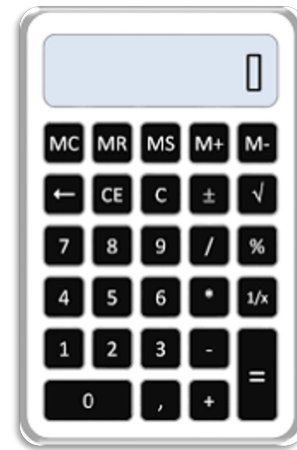 0
MC MR MS M+ M-
← CE C ± √
7 8 9 / %
4 5 6 * 1/x
1 2 3 - =
0 , +